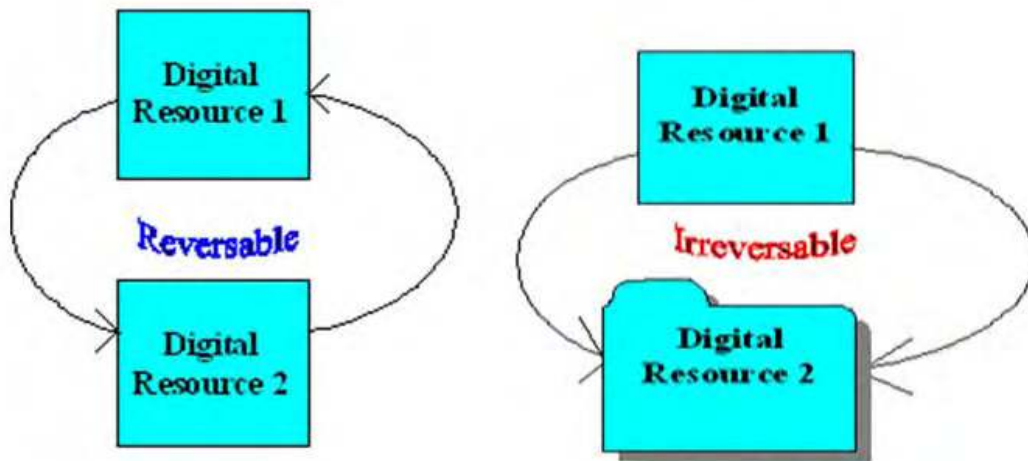 Digital
Resource 1
Reversable
Digital
Resource 2
Digital
Resource 1
Irreversable
Digital
Resource 2